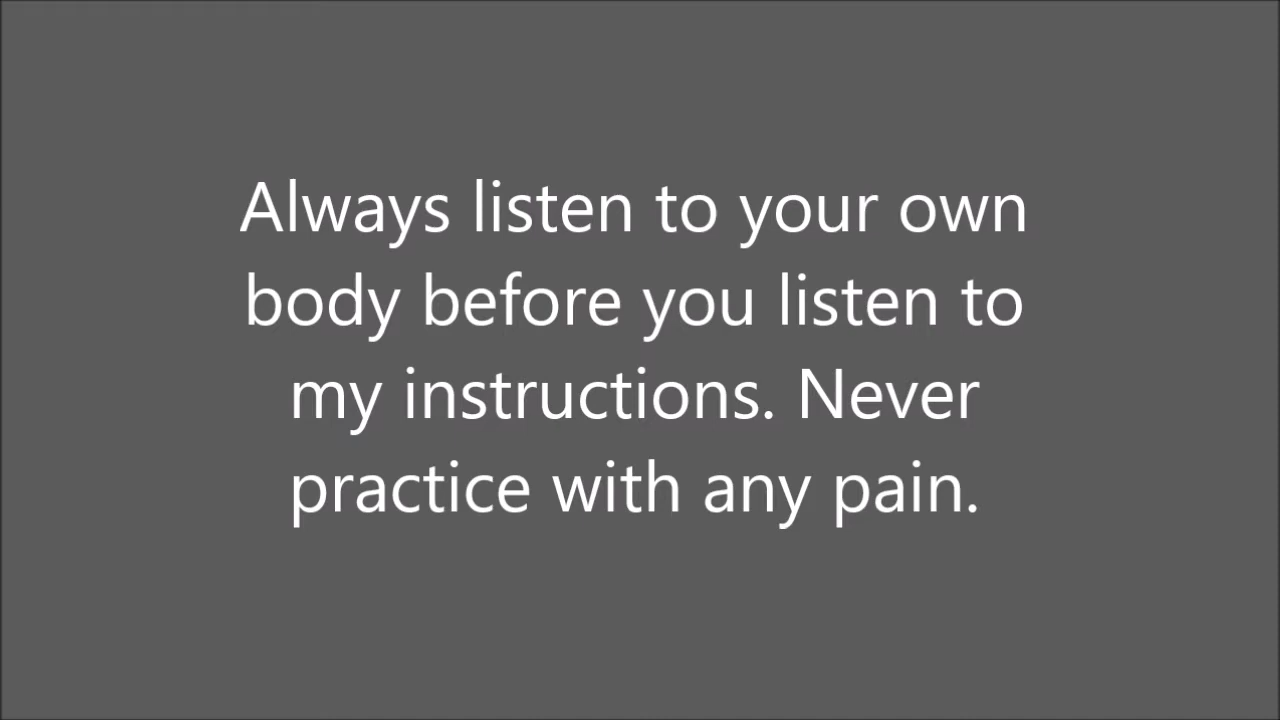 Always listen to your own
body before you listen to
my instructions. Never
practice with any pain.